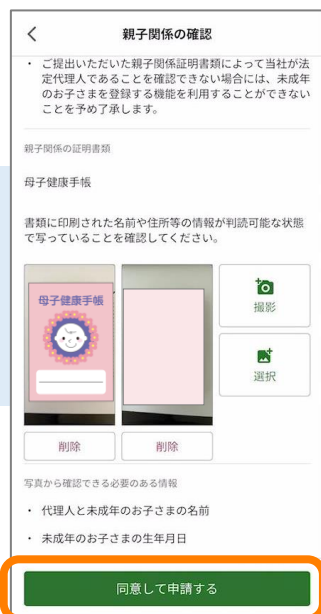 親子関係の確認
・ ご提出いただいた親子関係証明書類によって当社が法
定代理人であることを確認できない場合には、未成年
のお子さまを登録する機能を利用することができない
ことを予め了承します。
親子関係の証明書類
母子健康手帳
書類に印刷された名前や住所等の情報が判読可能な状態
で写っていることを確認してください。
母子健康手帳
撮影
選択
削除
削除
写真から確認できる必要のある情報
・ 代理人と未成年のお子さまの名前
・ 未成年のお子さまの生年月日
同意して申請する